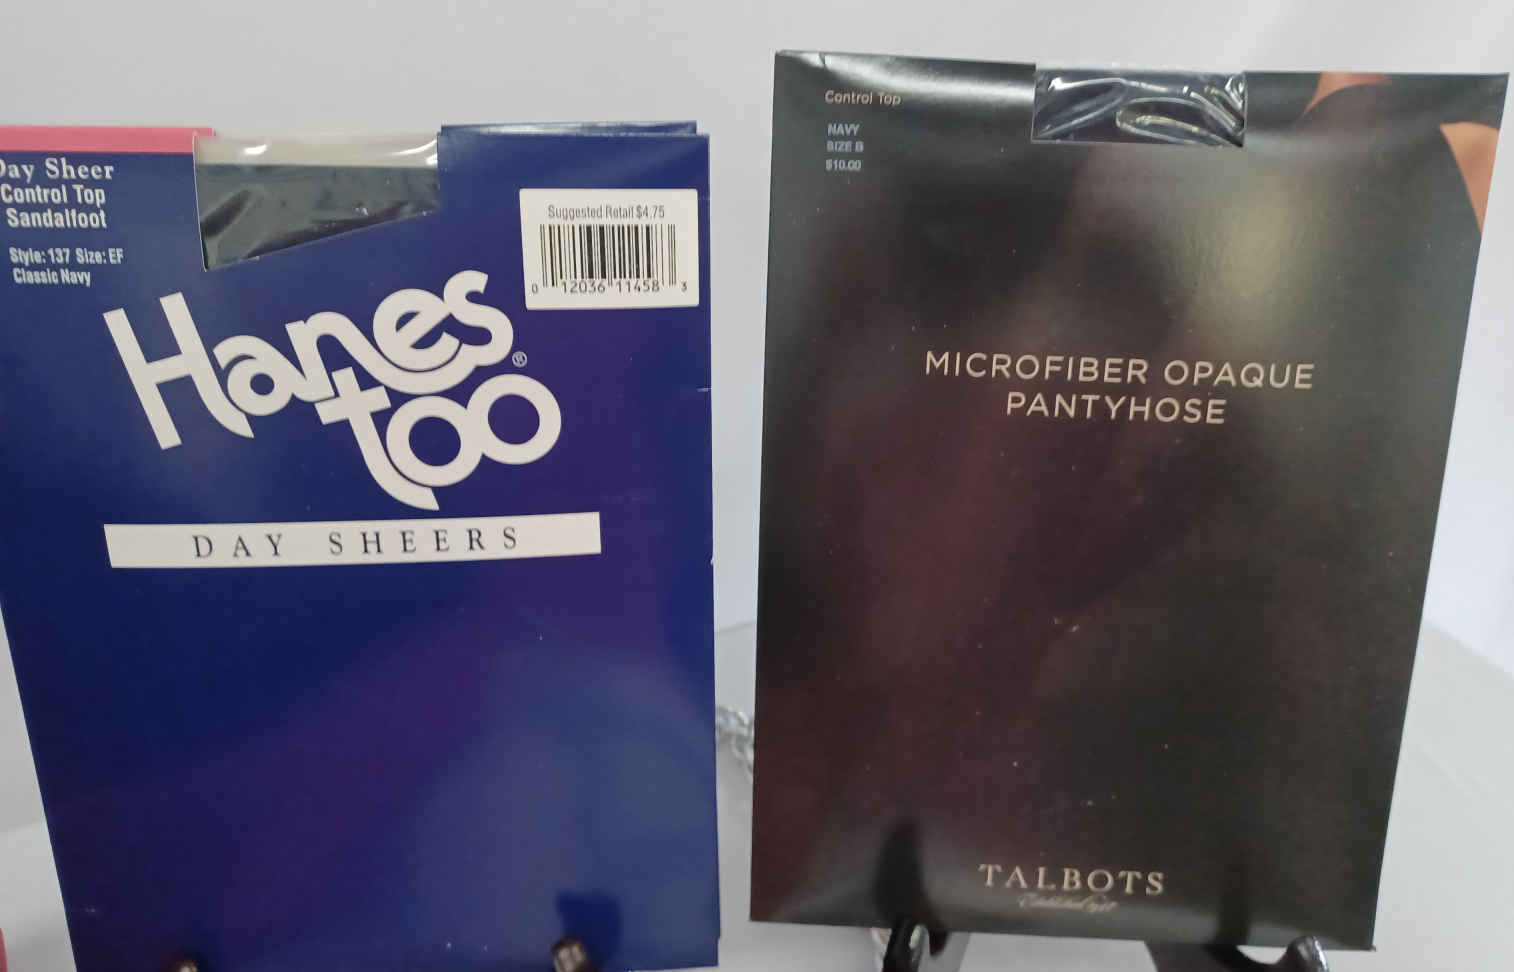 Day Sheer
Control Top
Sandalfoot
Style: 137 Size: EF
Classic Navy
Suggested Retail $4.75
0 12036 11458 3
Hanes
too®
DAY SHEERS
Control Top
NAVY
SIZE B
$10.00
MICROFIBER OPAQUE
PANTYHOSE
TALBOTS